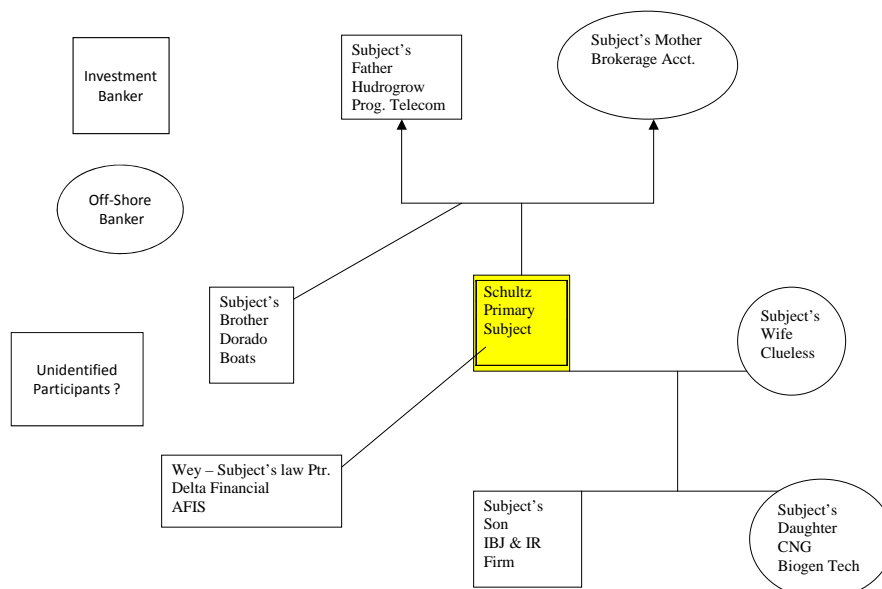 Investment
Banker
Subject's
Father
Hudrogrow
Prog. Telecom
Subject's Mother
Brokerage Acct.
Off-Shore
Banker
Subject's
Brother
Dorado
Boats
Schultz
Primary
Subject
Subject's
Wife
Clueless
Unidentified
Participants ?
Wey – Subject's law Ptr.
Delta Financial
AFIS
Subject's
Son
IBJ & IR
Firm
Subject's
Daughter
CNG
Biogen Tech